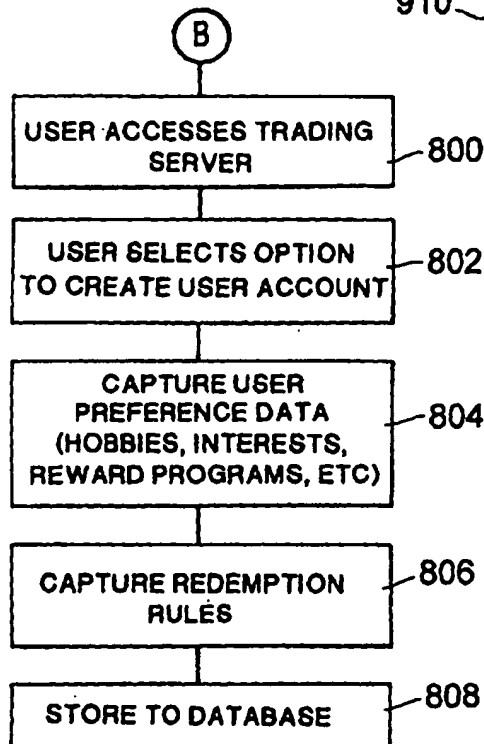 910
B
USER ACCESSES TRADING
SERVER
800
USER SELECTS OPTION
TO CREATE USER ACCOUNT
802
CAPTURE USER
PREFERENCE DATA
(HOBBIES, INTERESTS,
REWARD PROGRAMS, ETC)
804
CAPTURE REDEMPTION
RULES
806
STORE TO DATABASE
808